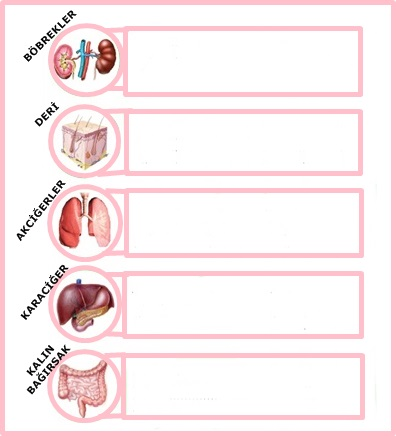 BÖBREKLER
DERİ
AKCİĞERLER
KARACİĞER
KALIN
BAĞIRSAK